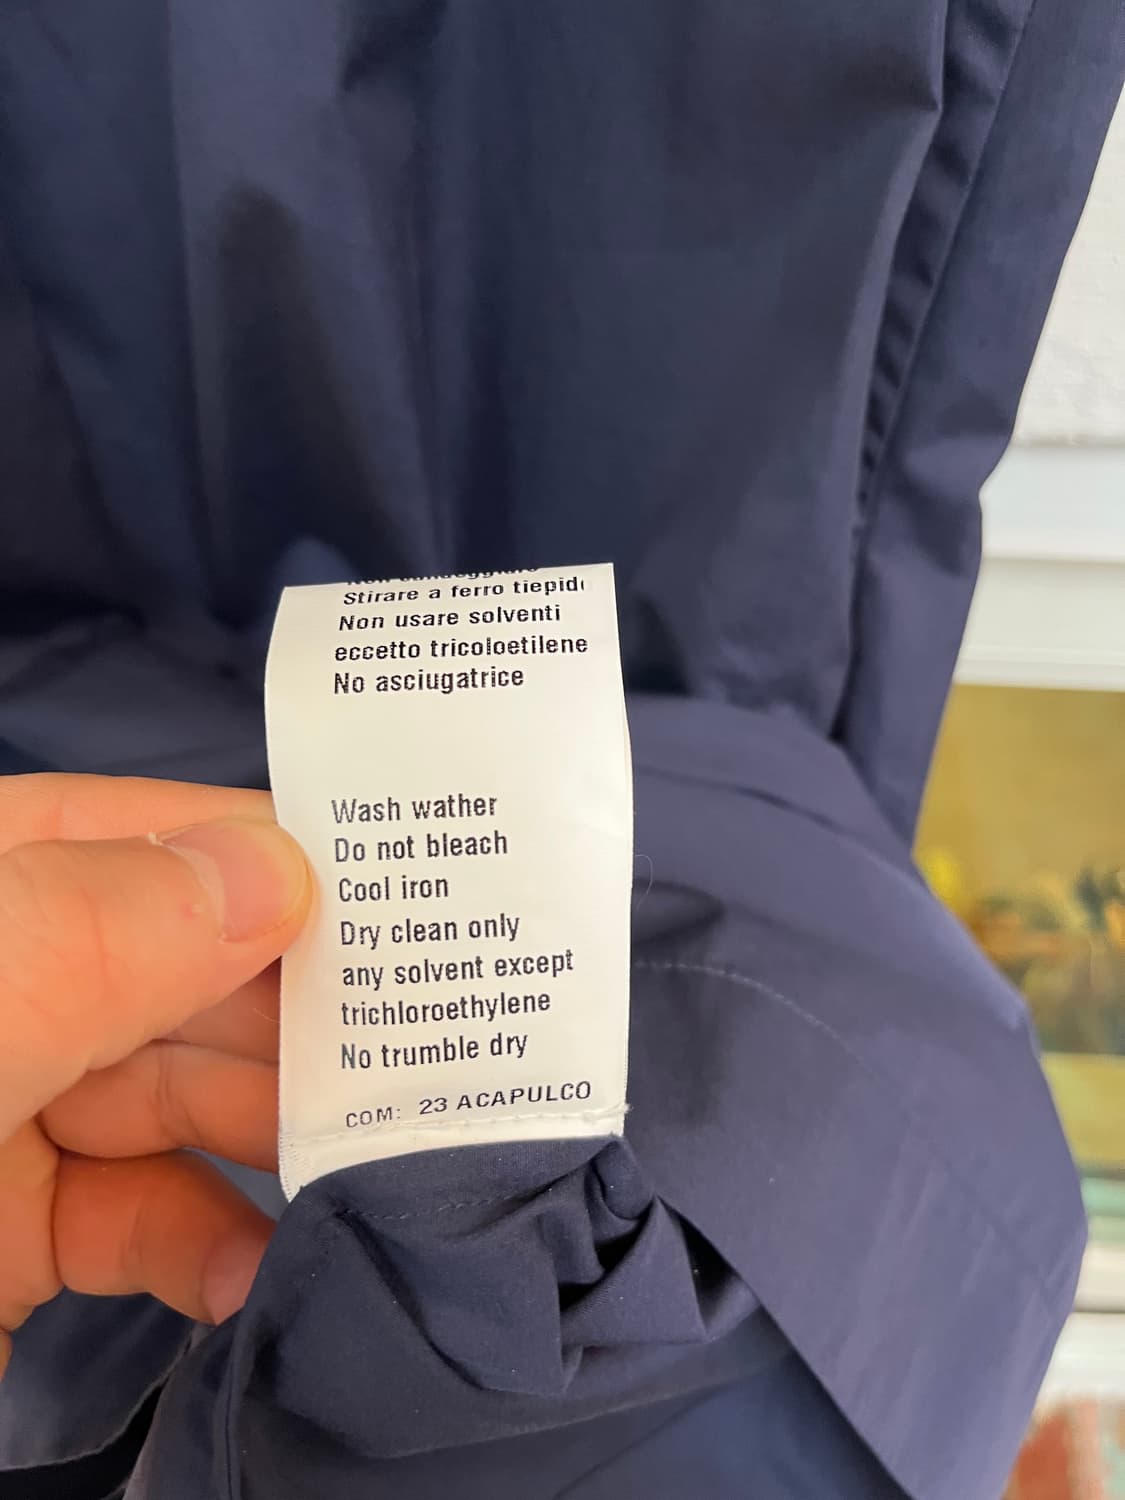 Stirare a ferro tiepid
Non usare solventi
eccetto tricoloetilene
No asciugatrice
Wash wather
Do not bleach
Cool iron
Dry clean only
any solvent except
trichloroethylene
No trumble dry
COM: 23 ACAPULCO